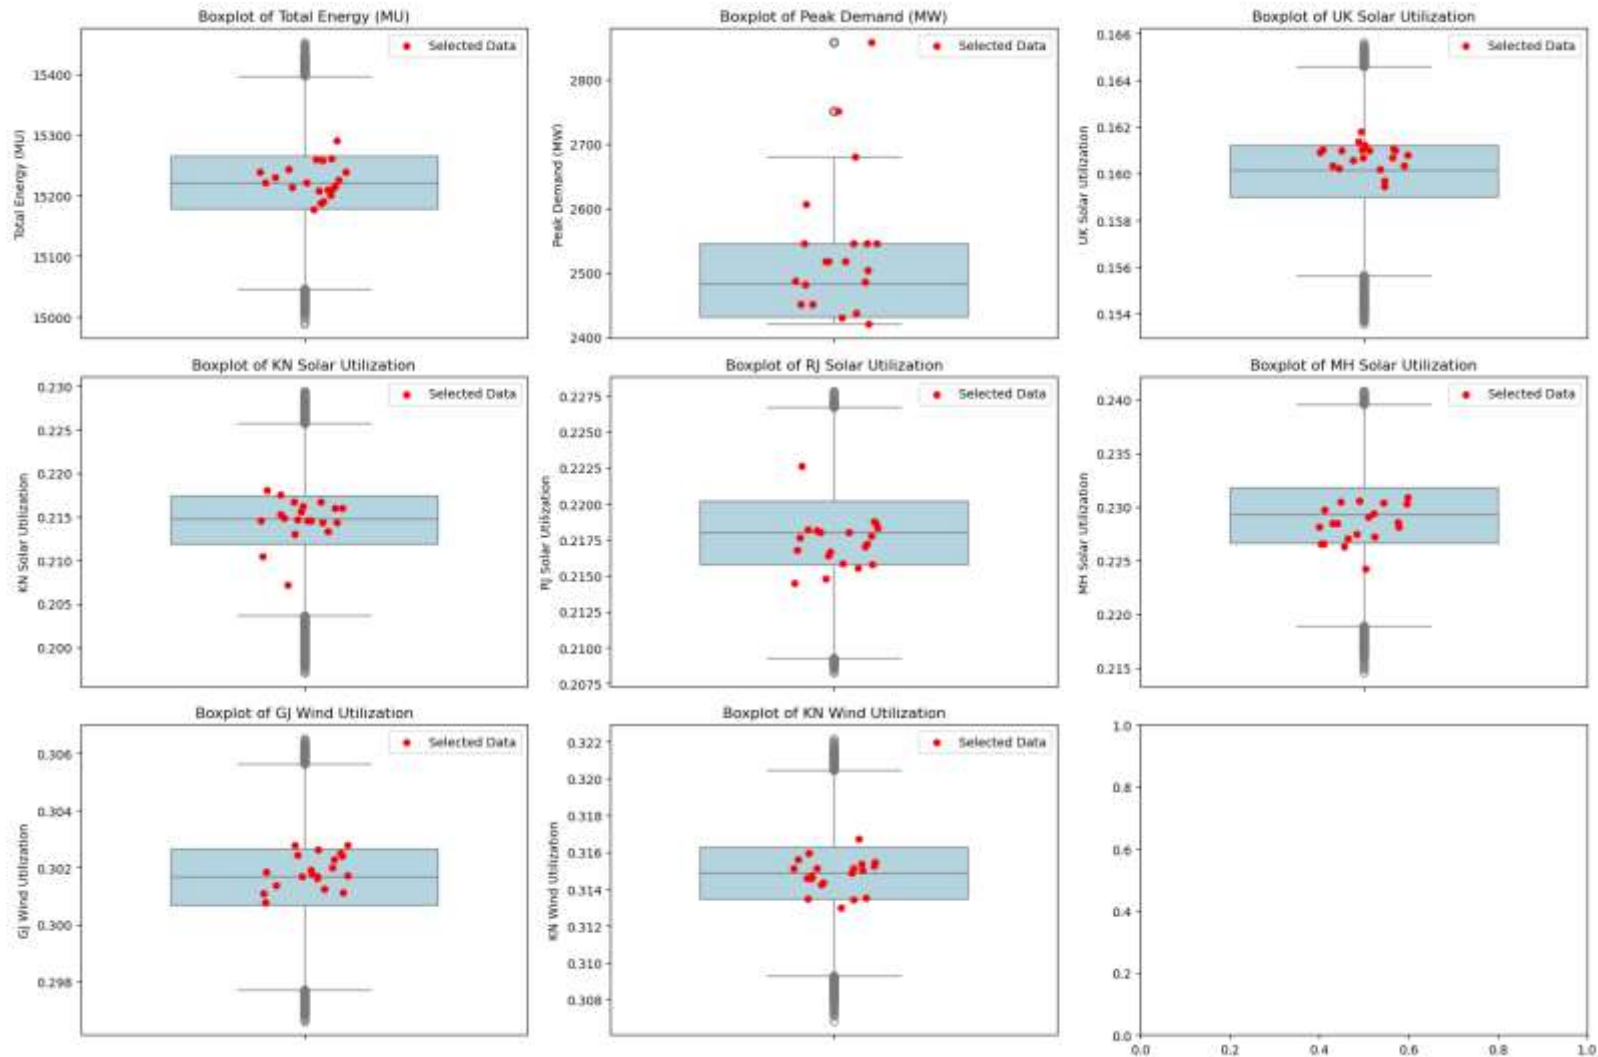 Boxplot of Total Energy (MU)
Selected Data
15400
15300
15200
15100
15000
Total Energy (MU)
Boxplot of Peak Demand (MW)
Selected Data
2800
2700
2600
2500
2400
Peak Demand (MW)
Boxplot of UK Solar Utilization
Selected Data
0.166
0.164
0.162
0.160
0.158
0.156
0.154
UK Solar Utilization
Boxplot of KN Solar Utilization
Selected Data
0.230
0.225
0.220
0.215
0.210
0.205
0.200
KN Solar Utilization
Boxplot of RJ Solar Utilization
Selected Data
0.2275
0.2250
0.2225
0.2200
0.2175
0.2150
0.2125
0.2100
0.2075
RJ Solar Utilization
Boxplot of MH Solar Utilization
Selected Data
0.240
0.235
0.230
0.225
0.220
0.215
MH Solar Utilization
Boxplot of GJ Wind Utilization
Selected Data
0.306
0.304
0.302
0.300
0.298
GJ Wind Utilization
Boxplot of KN Wind Utilization
Selected Data
0.322
0.320
0.318
0.316
0.314
0.312
0.310
0.308
KN Wind Utilization
1.0
0.8
0.6
0.4
0.2
0.0
0.0 0.2 0.4 0.6 0.8 1.0